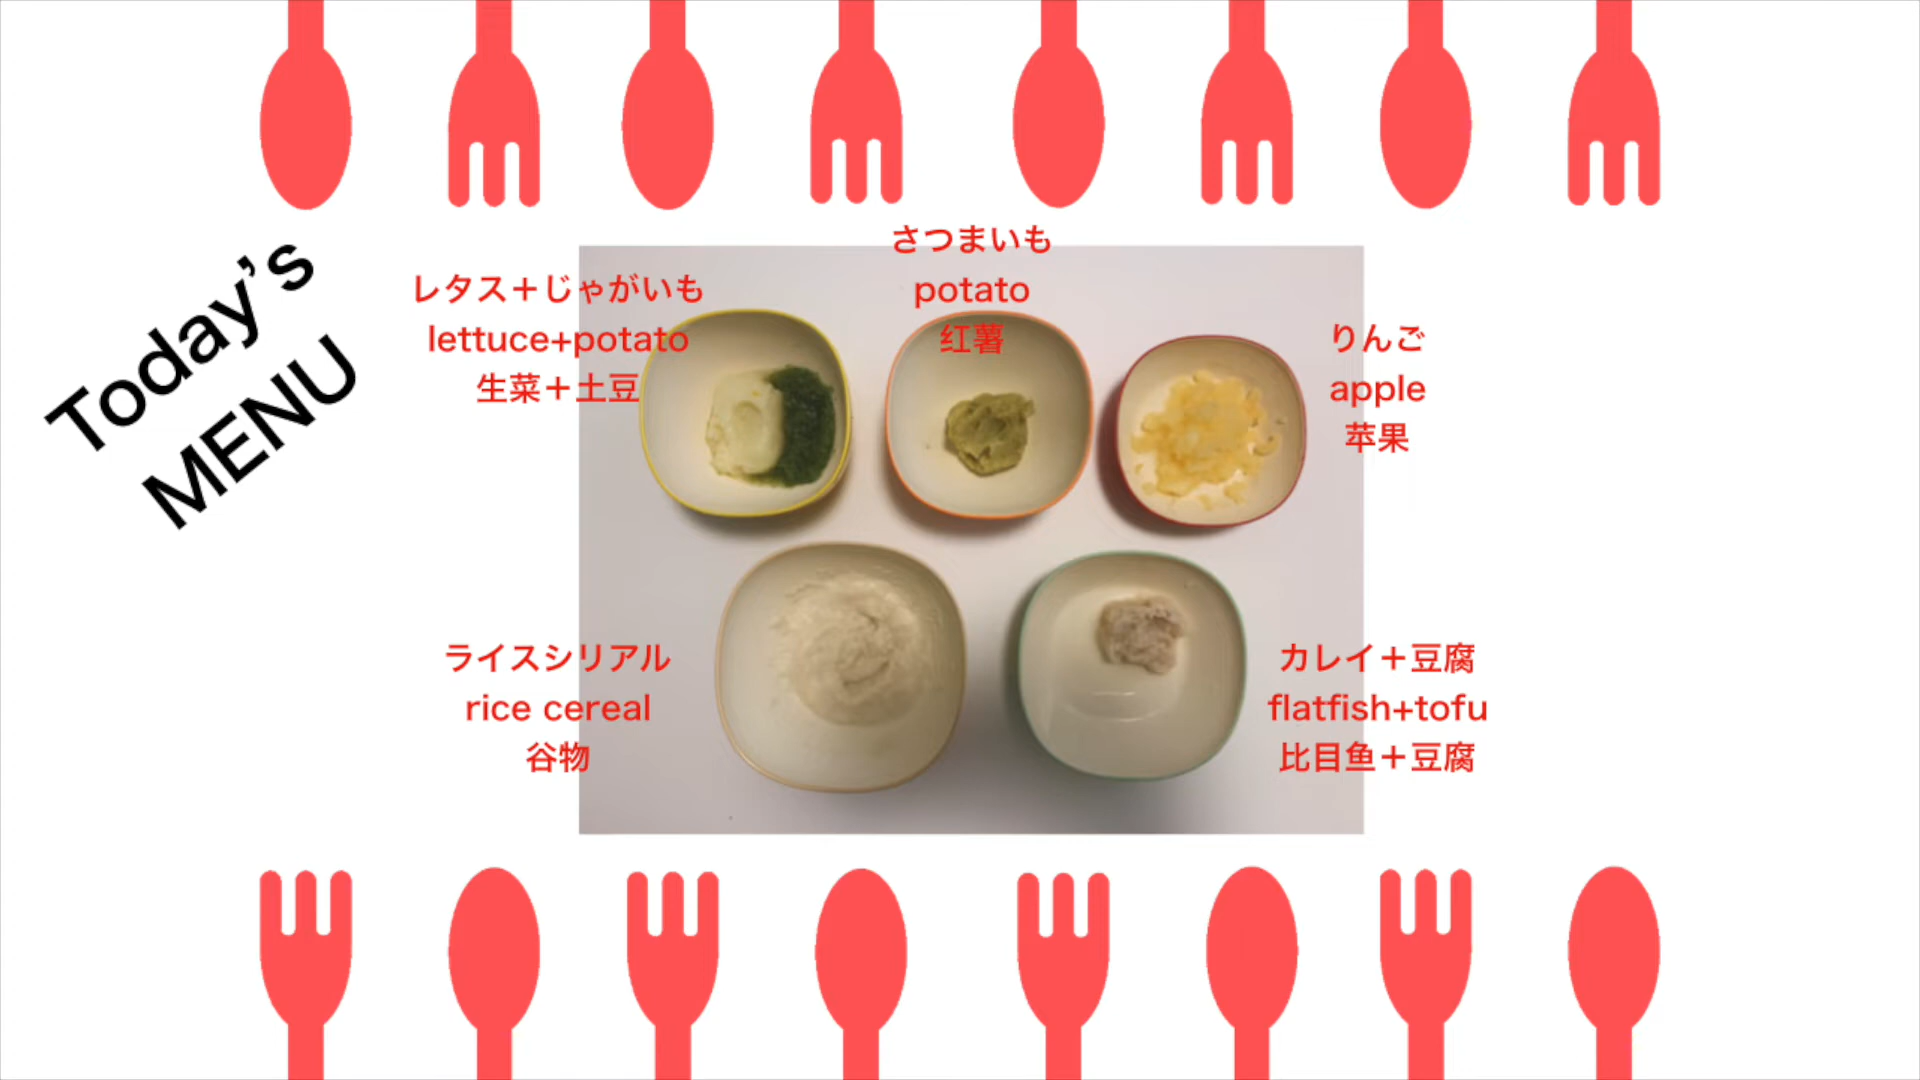 Today's
MENU
レタス＋じゃがいも
lettuce+potato
生菜＋土豆
さつまいも
potato
红薯
りんご
apple
苹果
ライスシリアル
rice cereal
谷物
カレイ＋豆腐
flatfish+tofu
比目鱼＋豆腐